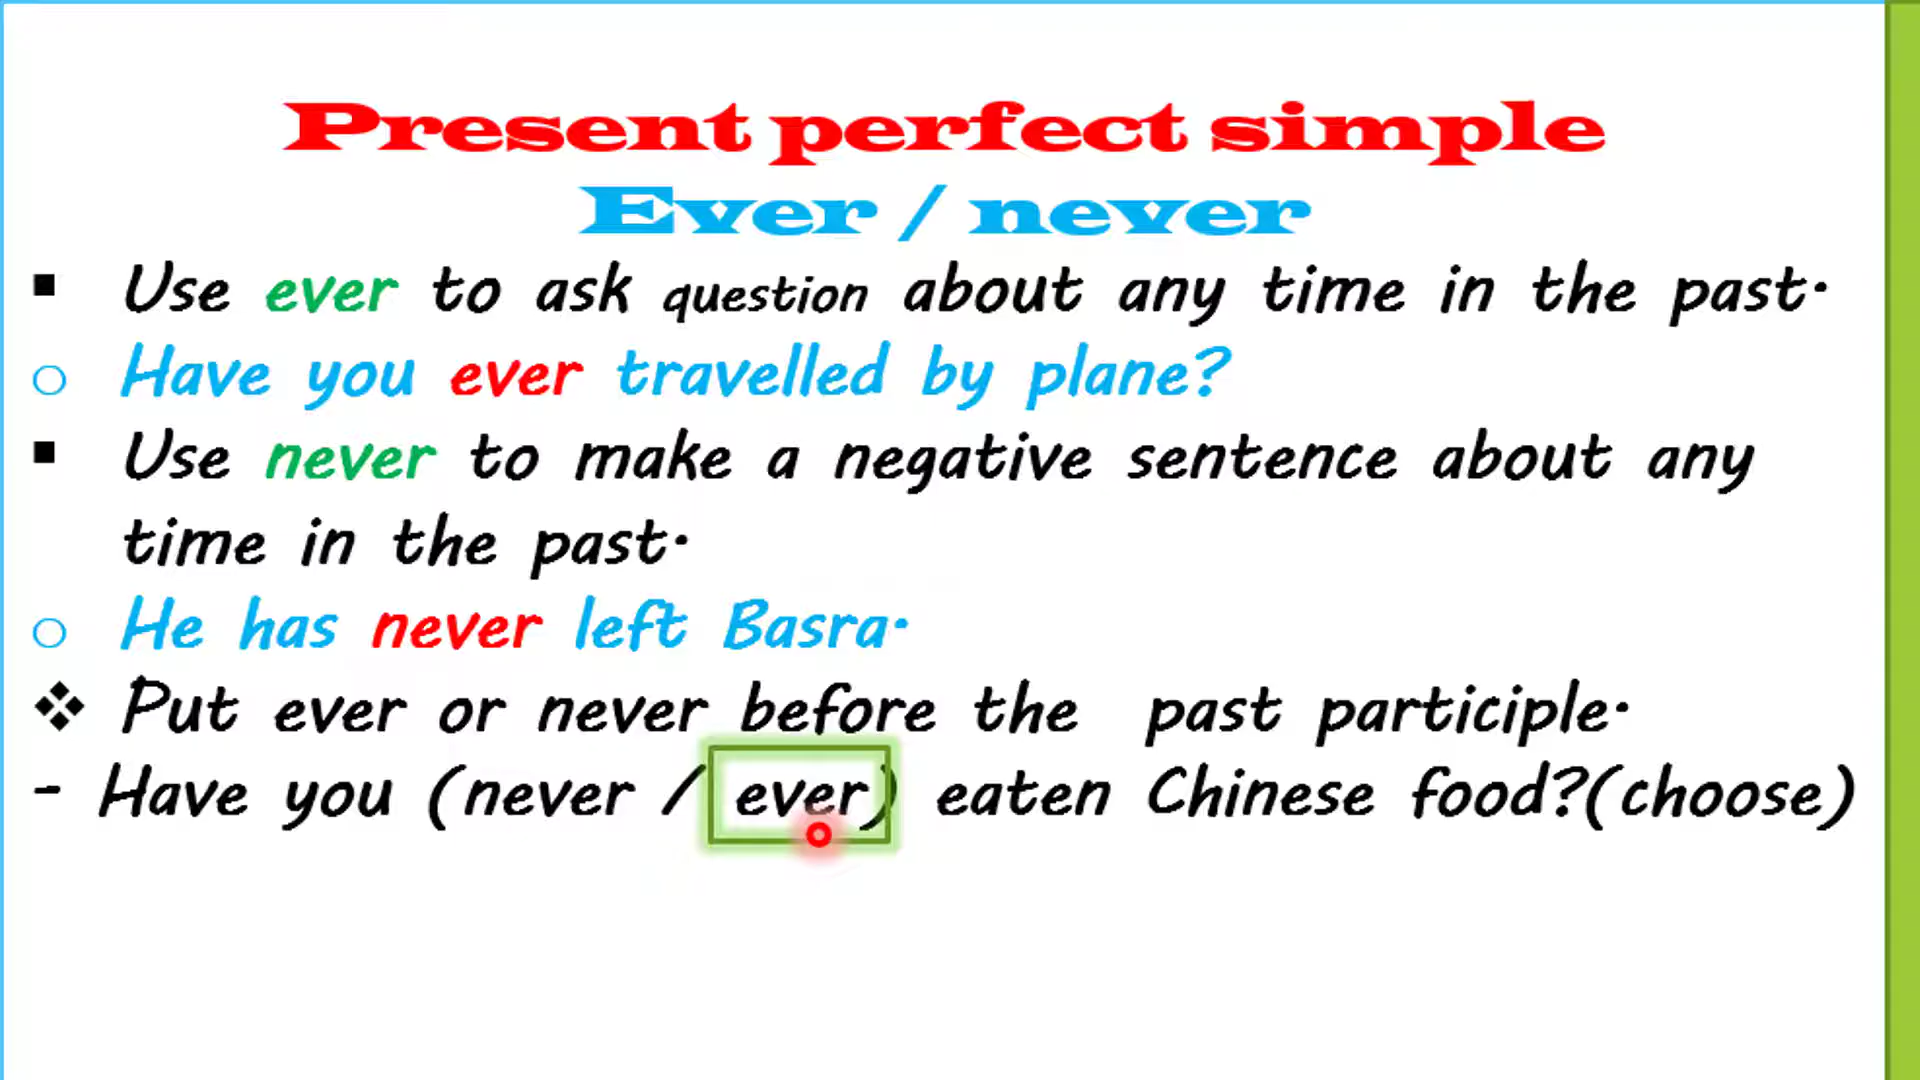 Present perfect simple
Ever / never
▪ Use ever to ask question about any time in the past.
o Have you ever travelled by plane?
▪ Use never to make a negative sentence about any
time in the past.
o He has never left Basra.
❖ Put ever or never before the past participle.
- Have you (never / ever) eaten Chinese food?(choose)